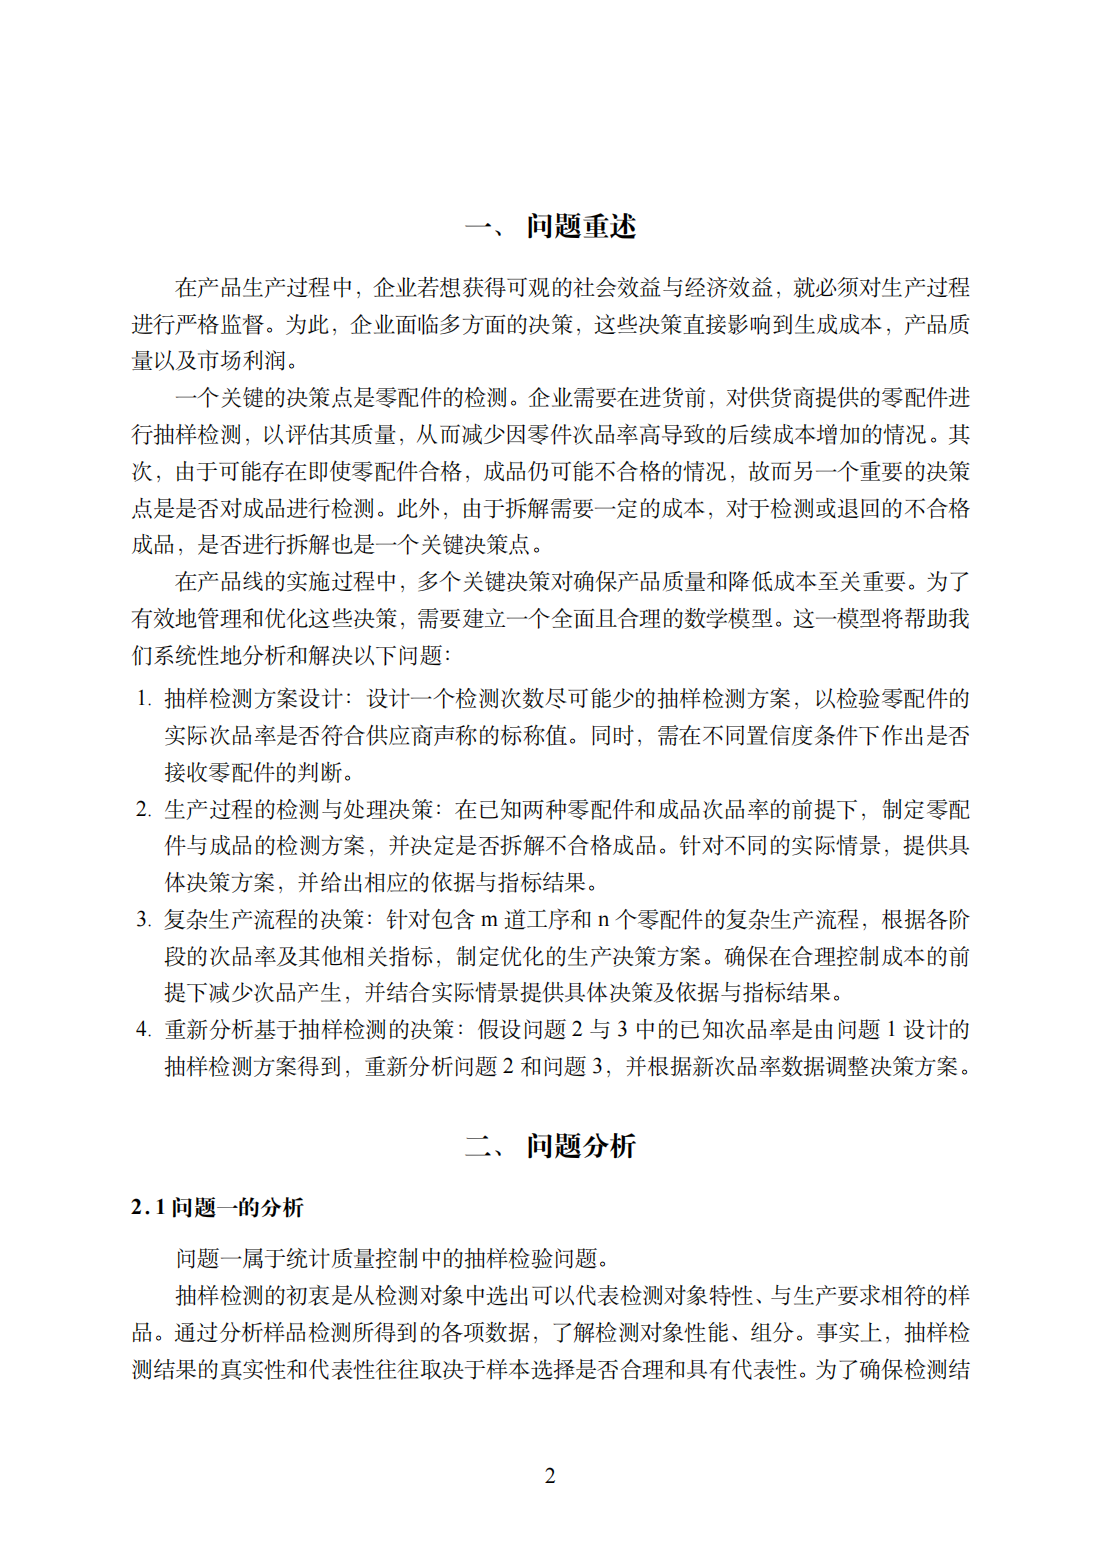 一、 问题重述
在产品生产过程中，企业若想获得可观的社会效益与经济效益，就必须对生产过程
进行严格监督。为此，企业面临多方面的决策，这些决策直接影响到生成成本，产品质
量以及市场利润。
一个关键的决策点是零配件的检测。企业需要在进货前，对供货商提供的零配件进
行抽样检测，以评估其质量，从而减少因零件次品率高导致的后续成本增加的情况。其
次，由于可能存在即使零配件合格，成品仍可能不合格的情况，故而另一个重要的决策
点是是否对成品进行检测。此外，由于拆解需要一定的成本，对于检测或退回的不合格
成品，是否进行拆解也是一个关键决策点。
在产品线的实施过程中，多个关键决策对确保产品质量和降低成本至关重要。为了
有效地管理和优化这些决策，需要建立一个全面且合理的数学模型。这一模型将帮助我
们系统性地分析和解决以下问题：
1. 抽样检测方案设计：设计一个检测次数尽可能少的抽样检测方案，以检验零配件的
实际次品率是否符合供应商声称的标称值。同时，需在不同置信度条件下作出是否
接收零配件的判断。
2. 生产过程的检测与处理决策：在已知两种零配件和成品次品率的前提下，制定零配
件与成品的检测方案，并决定是否拆解不合格成品。针对不同的实际情景，提供具
体决策方案，并给出相应的依据与指标结果。
3. 复杂生产流程的决策：针对包含 m 道工序和 n 个零配件的复杂生产流程，根据各阶
段的次品率及其他相关指标，制定优化的生产决策方案。确保在合理控制成本的前
提下减少次品产生，并结合实际情景提供具体决策及依据与指标结果。
4. 重新分析基于抽样检测的决策：假设问题 2 与 3 中的已知次品率是由问题 1 设计的
抽样检测方案得到，重新分析问题 2 和问题 3，并根据新次品率数据调整决策方案。
二、 问题分析
2.1 问题一的分析
问题一属于统计质量控制中的抽样检验问题。
抽样检测的初衷是从检测对象中选出可以代表检测对象特性、与生产要求相符的样
品。通过分析样品检测所得到的各项数据，了解检测对象性能、组分。事实上，抽样检
测结果的真实性和代表性往往取决于样本选择是否合理和具有代表性。为了确保检测结
2